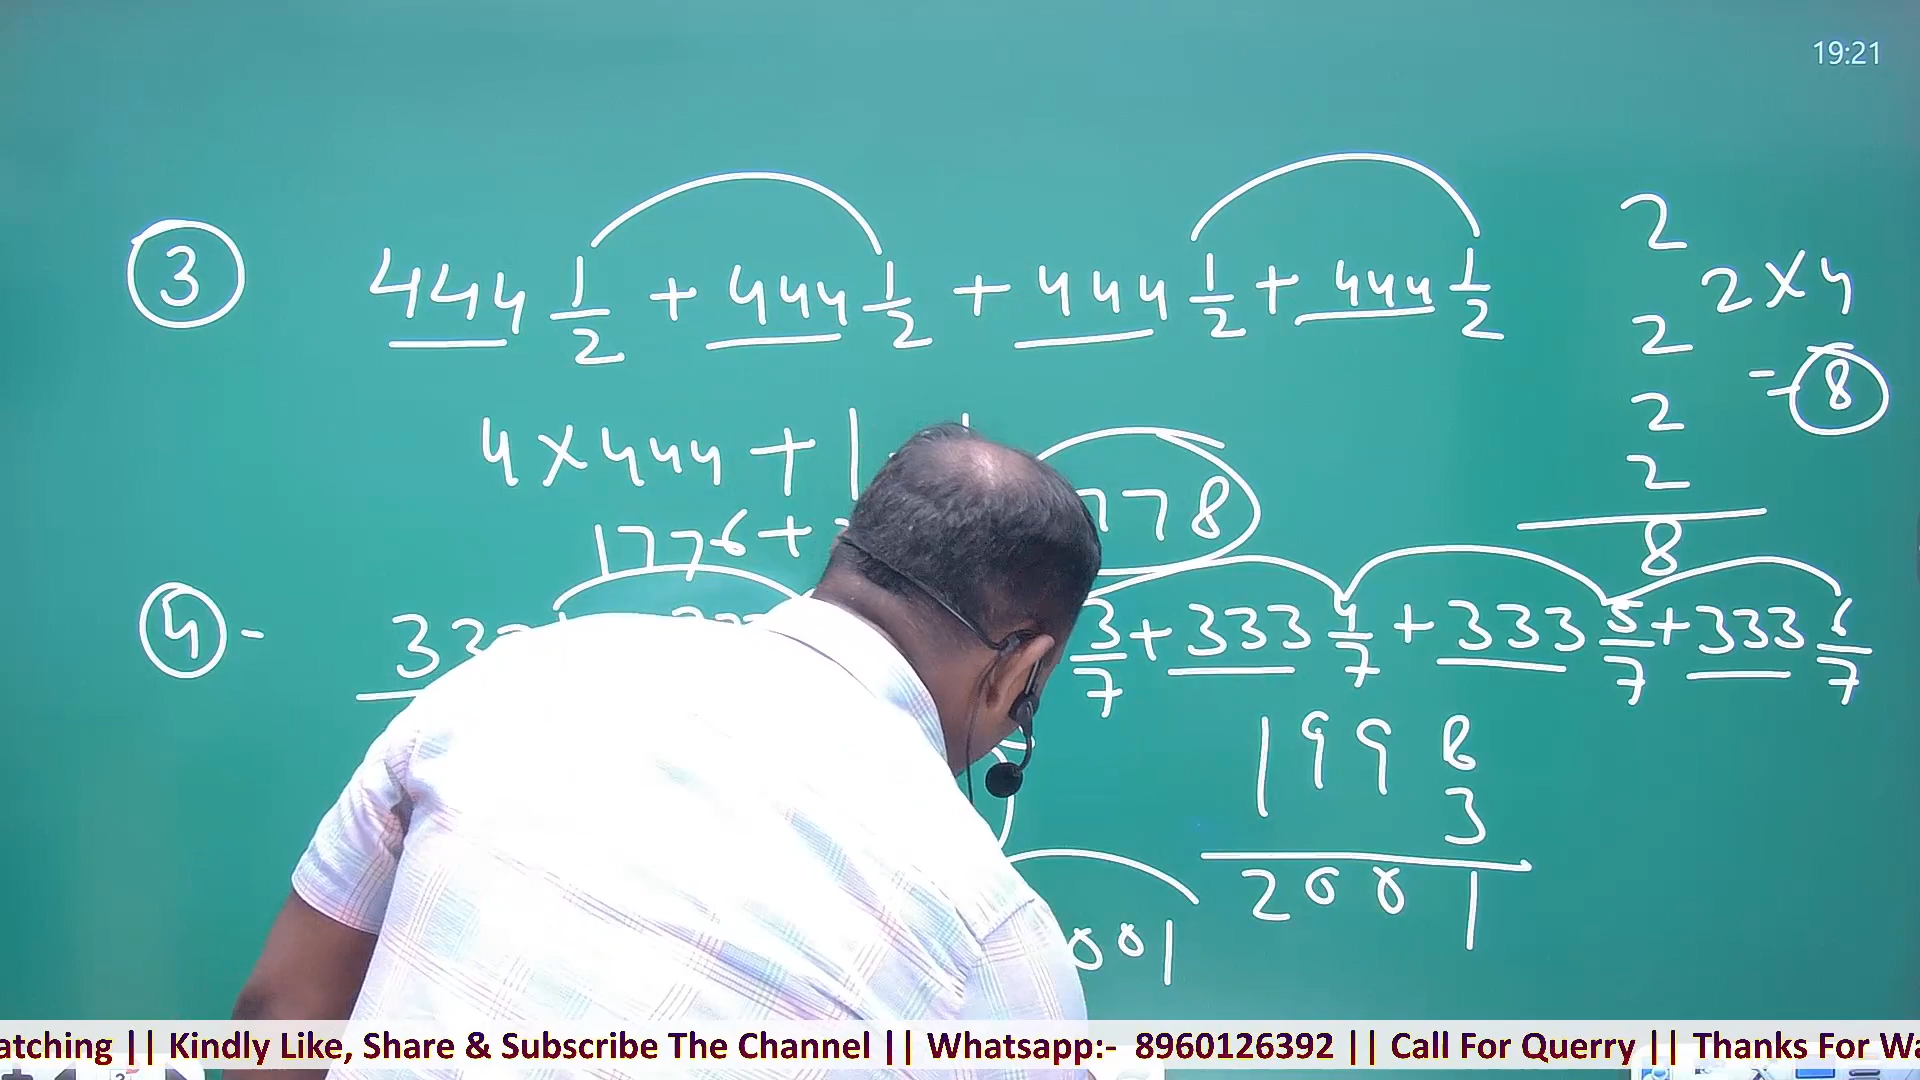 19:21
③ 444 1/2 + 444 1/2 + 444 1/2 + 444 1/2
4 × 444 + 1
1776 +
778
2
2 × 4
2
= 8
2
2
8
④ - 33
3/7 + 333 4/7 + 333 5/7 + 333 6/7
1998
3
2001
001
atching || Kindly Like, Share & Subscribe The Channel || Whatsapp:- 8960126392 || Call For Querry || Thanks For Wa